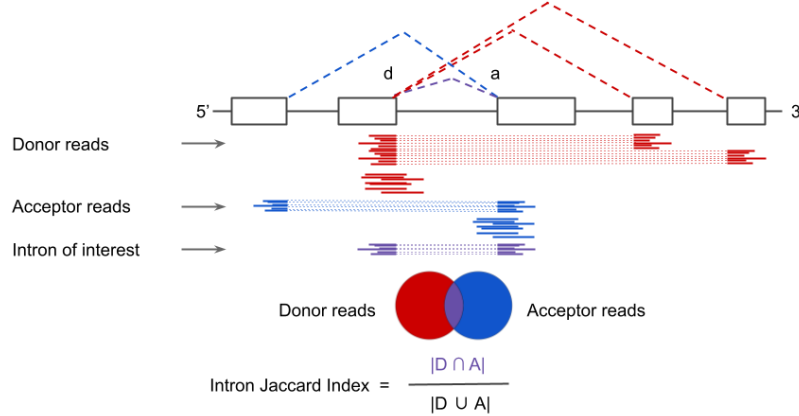 d a
5' 3
Donor reads
Acceptor reads
Intron of interest
Donor reads Acceptor reads
|D ∩ A|
Intron Jaccard Index =
|D ∪ A|